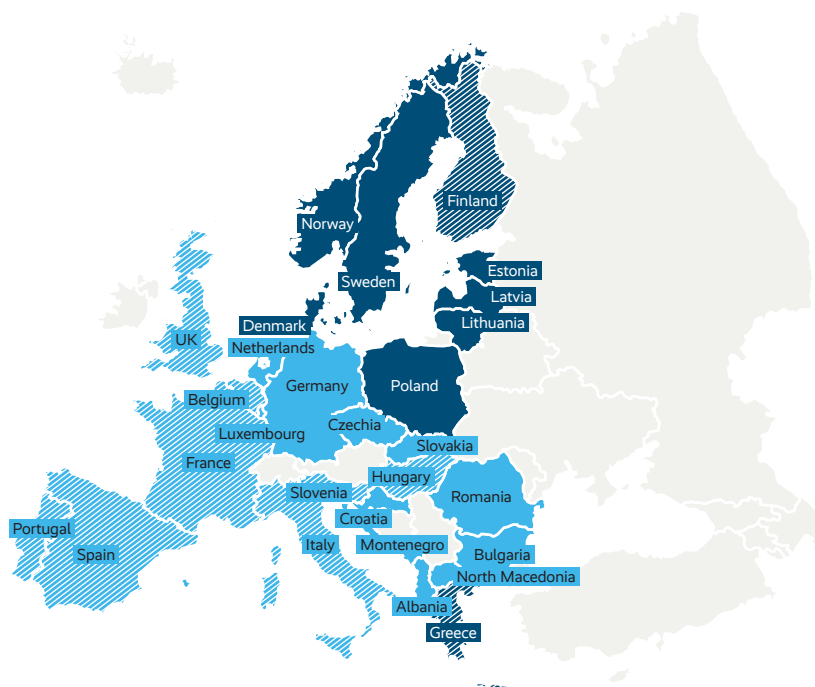 Finland
Norway
Estonia
Sweden
Latvia
Lithuania
Denmark
UK
Netherlands
Germany
Poland
Belgium
Czechia
Luxembourg
Slovakia
France
Hungary
Slovenia
Romania
Croatia
Portugal
Italy
Montenegro
Spain
Bulgaria
North Macedonia
Albania
Greece